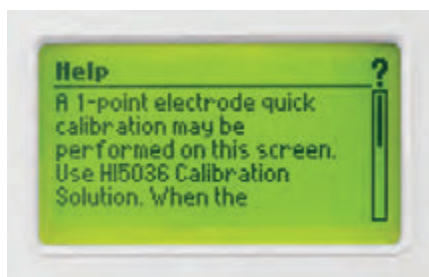 Help ?
A 1-point electrode quick
calibration may be
performed on this screen.
Use HI5036 Calibration
Solution. When the